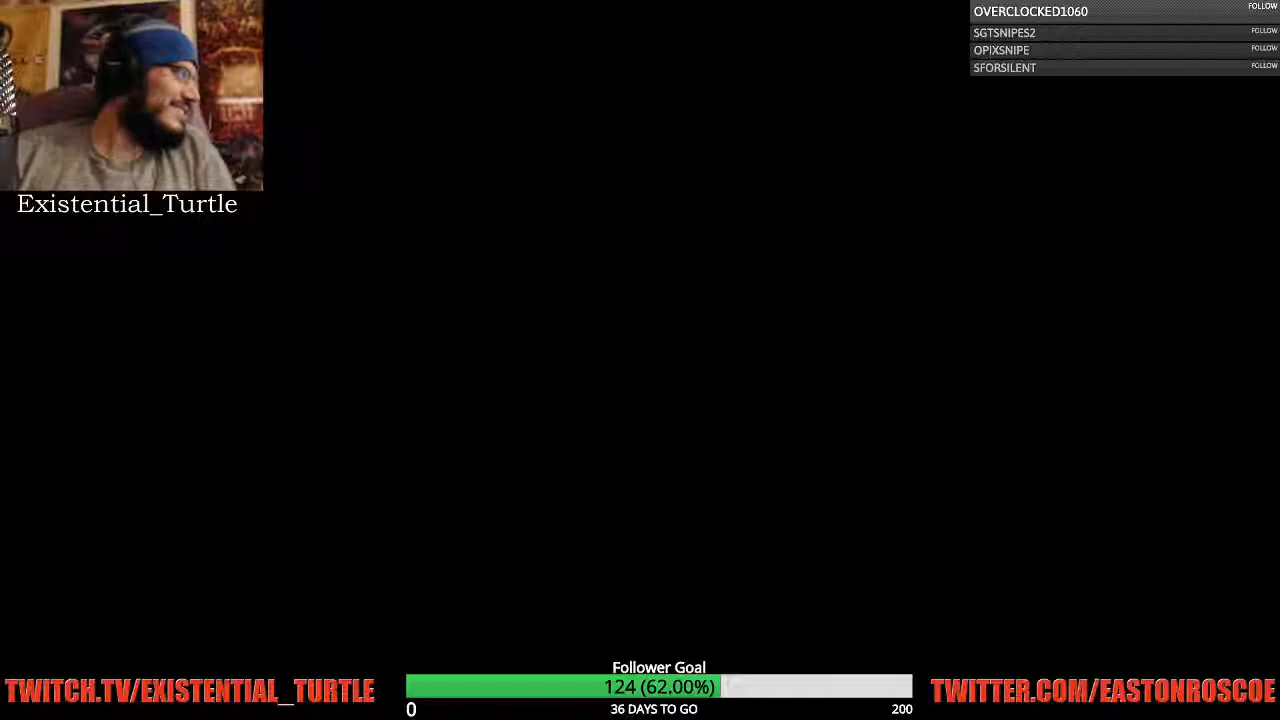 OVERCLOCKED1060 FOLLOW
SGTSNIPES2 FOLLOW
OPIXSNIPE FOLLOW
SFORSILENT FOLLOW
Existential_Turtle
Follower Goal
124 (62.00%)
0 36 DAYS TO GO 200
TWITCH.TV/EXISTENTIAL_TURTLE
TWITTER.COM/EASTONROSCOE